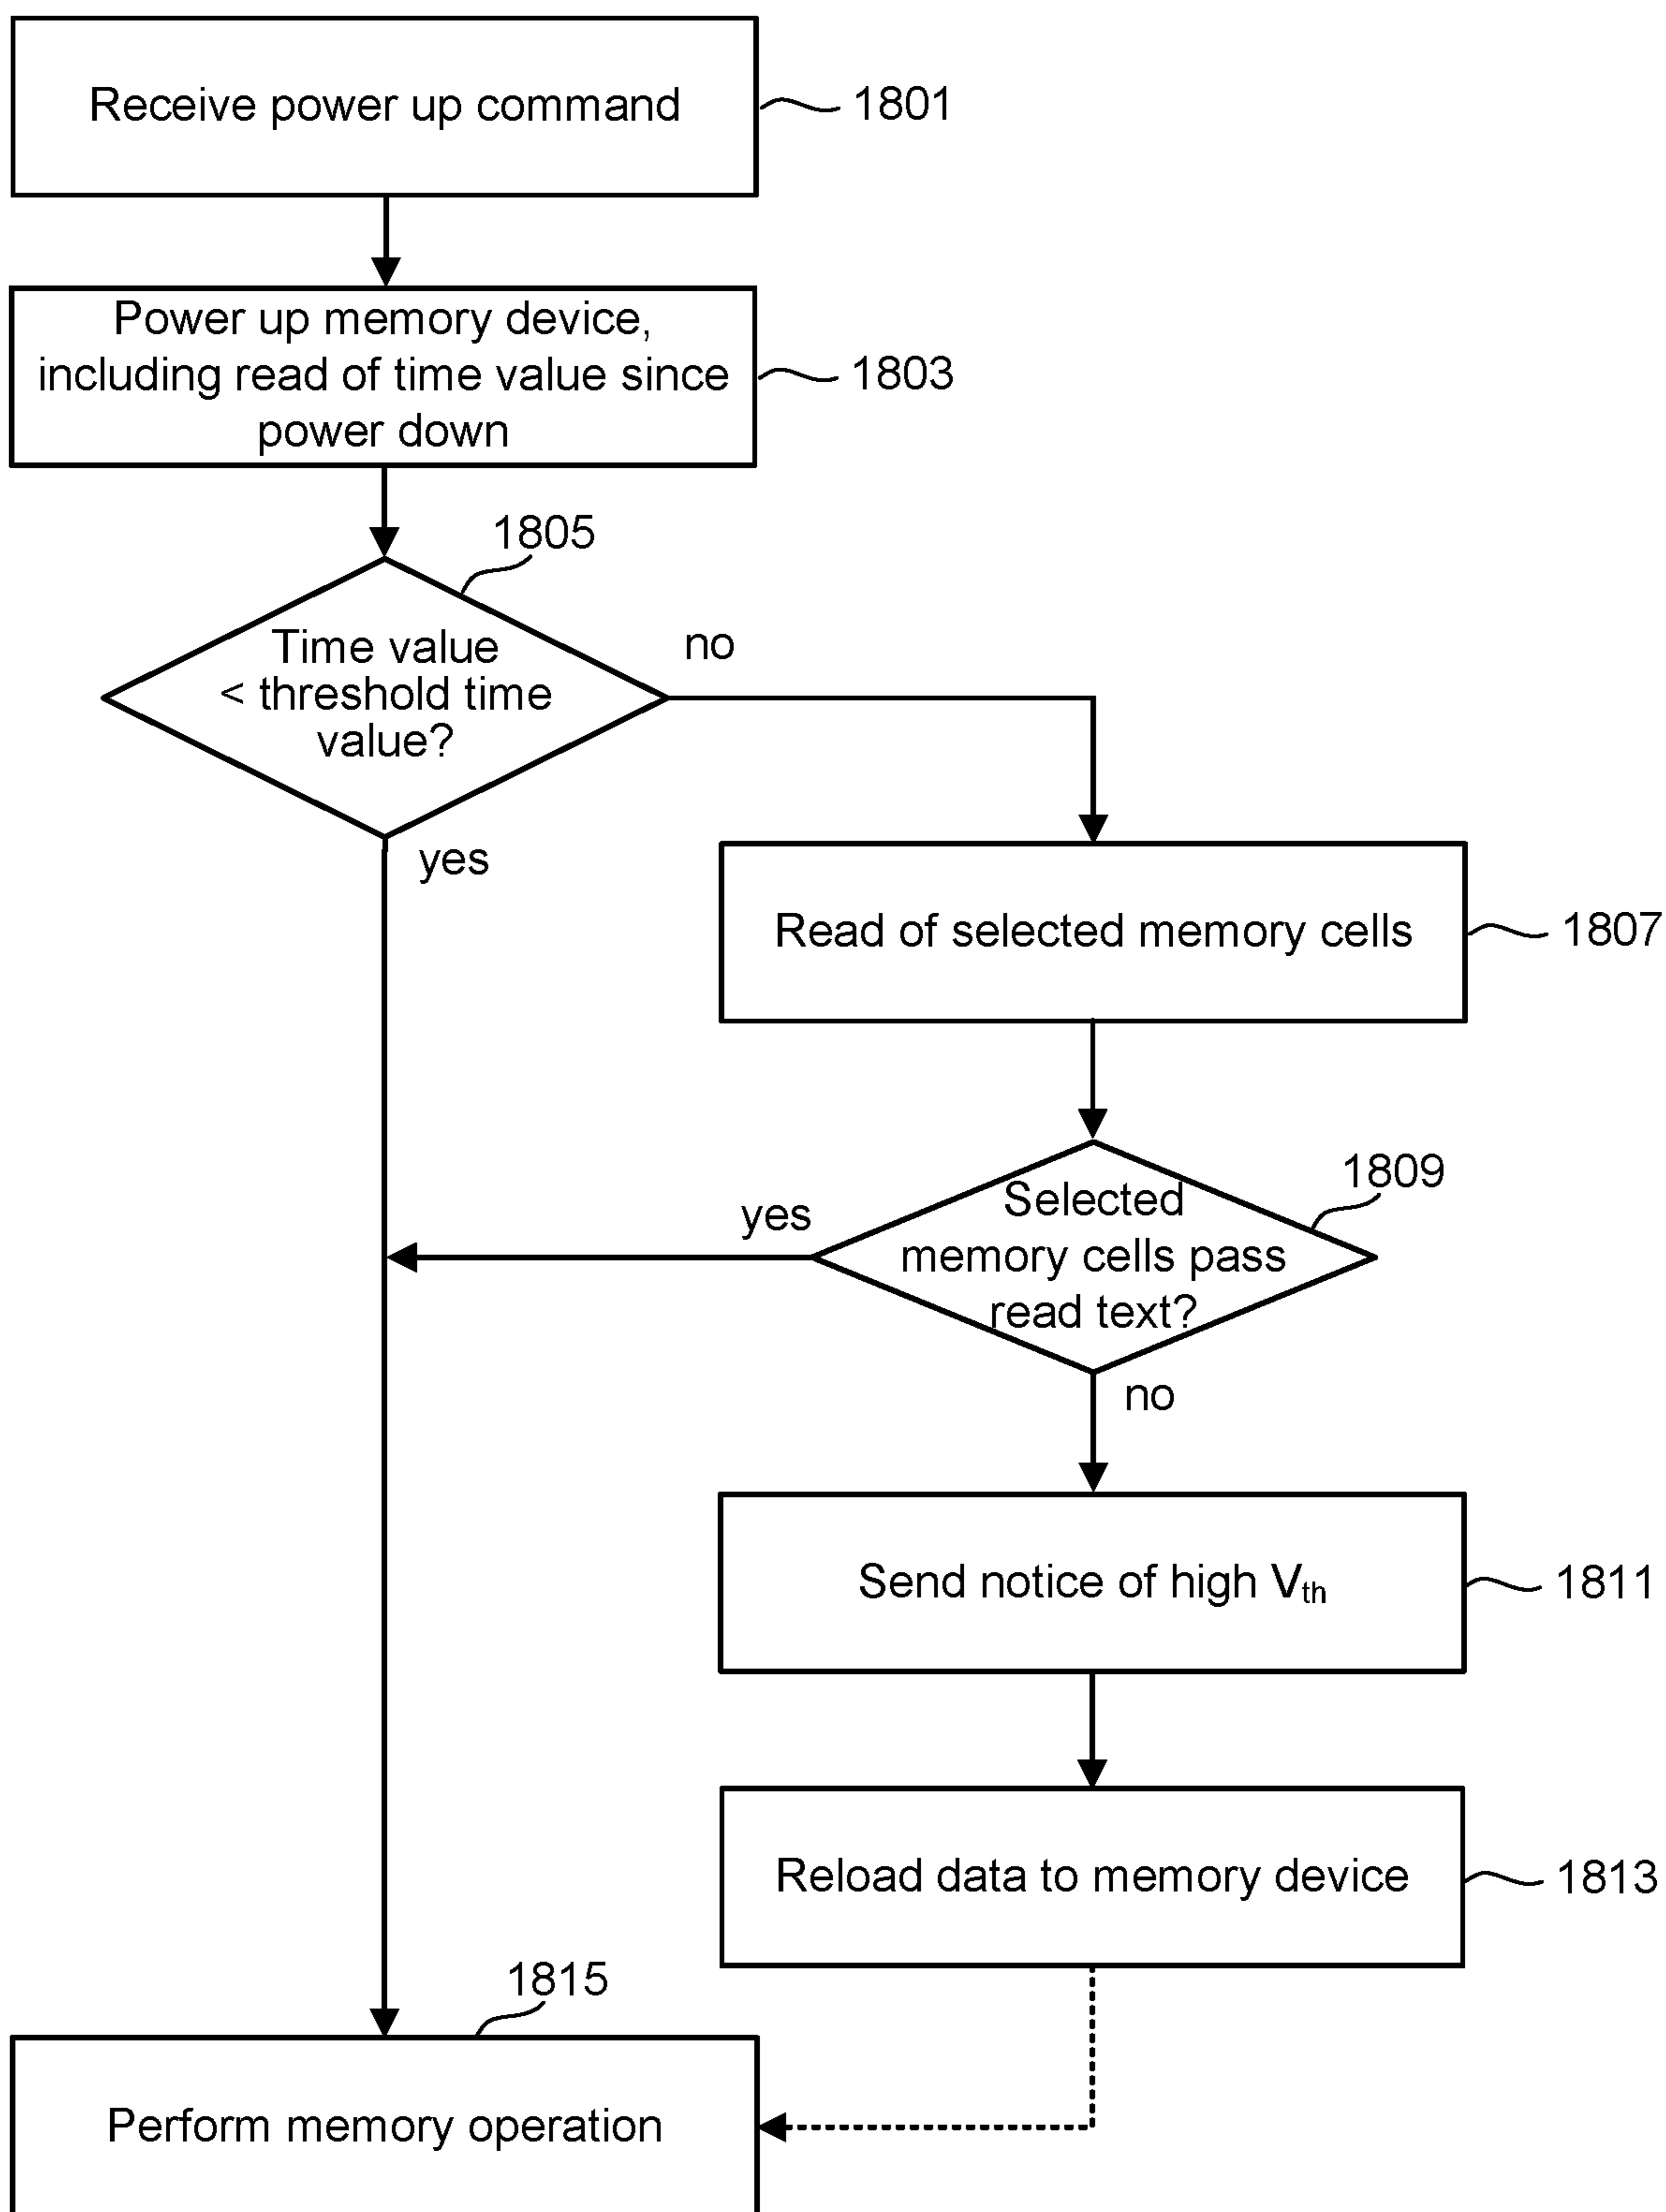 Receive power up command
1801
Power up memory device,
including read of time value since
power down
1803
1805
Time value
< threshold time
value?
no
yes
Read of selected memory cells
1807
1809
Selected
memory cells pass
read text?
yes
no
Send notice of high Vth
1811
Reload data to memory device
1813
1815
Perform memory operation